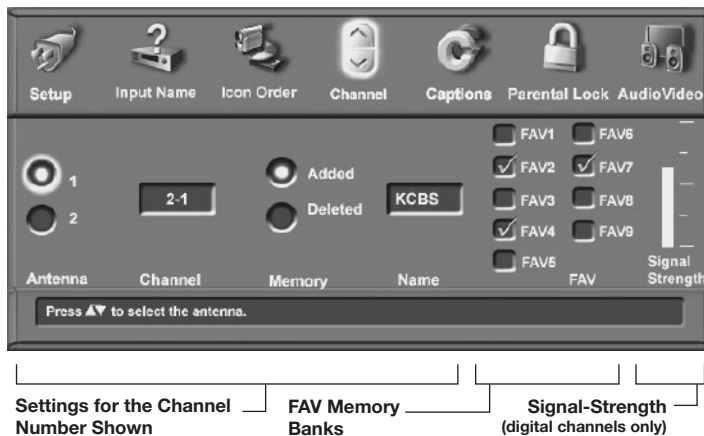 Setup Input Name Icon Order Channel Captions Parental Lock AudioVideo
1
2
Antenna
2-1
Channel
Added
Deleted
Memory
KCBS
Name
FAV1 FAV6
FAV2 FAV7
FAV3 FAV8
FAV4 FAV9
FAV5
FAV
Signal
Strength
Press ▲▼ to select the antenna.
Settings for the Channel
Number Shown
FAV Memory
Banks
Signal-Strength
(digital channels only)